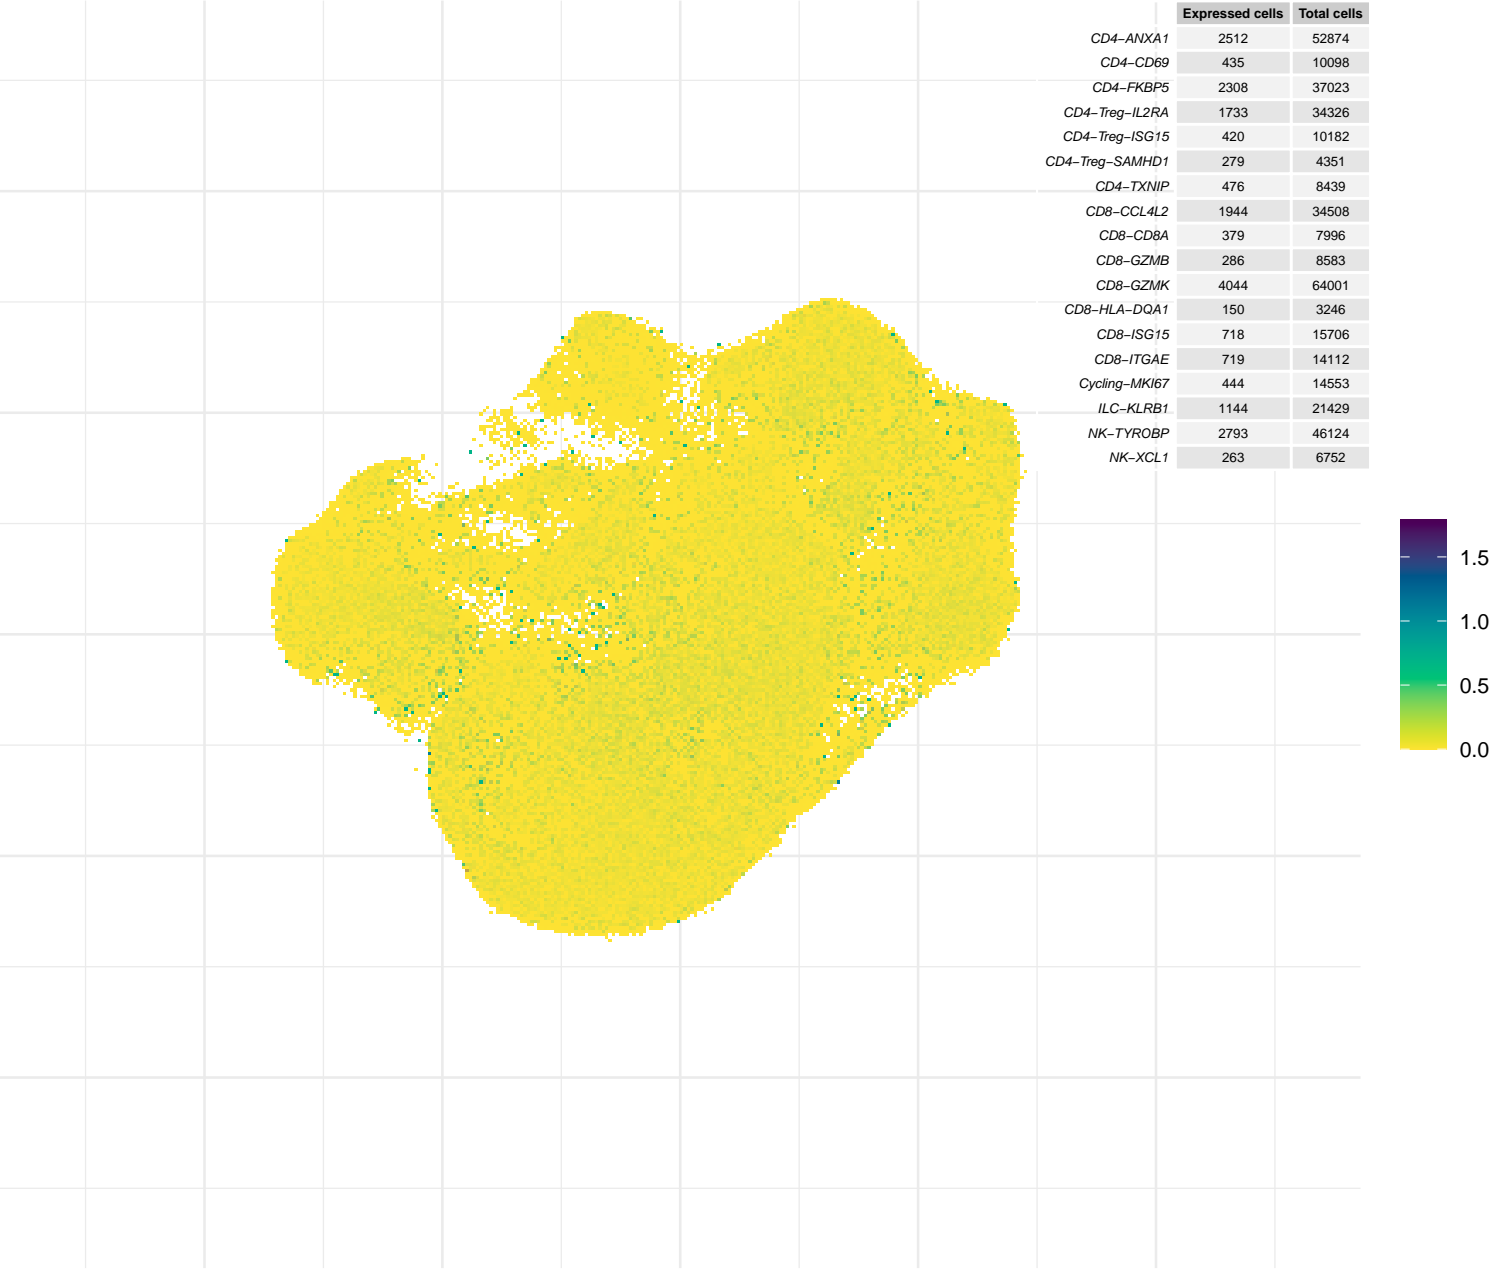 Expressed cells Total cells
CD4−ANXA1 2512 52874
CD4−CD69 435 10098
CD4−FKBP5 2308 37023
CD4−Treg−IL2RA 1733 34326
CD4−Treg−ISG15 420 10182
CD4−Treg−SAMHD1 279 4351
CD4−TXNIP 476 8439
CD8−CCL4L2 1944 34508
CD8−CD8A 379 7996
CD8−GZMB 286 8583
CD8−GZMK 4044 64001
CD8−HLA−DQA1 150 3246
CD8−ISG15 718 15706
CD8−ITGAE 719 14112
Cycling−MKI67 444 14553
ILC−KLRB1 1144 21429
NK−TYROBP 2793 46124
NK−XCL1 263 6752
1.5
1.0
0.5
0.0